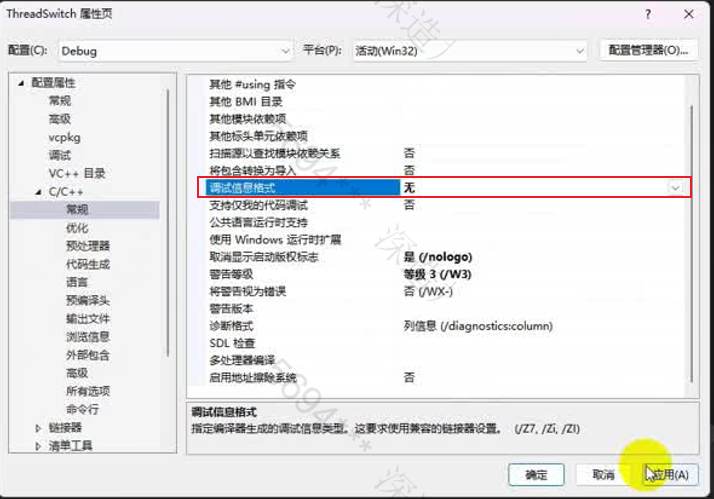 ThreadSwitch 属性页
配置(C): Debug 平台(P): 活动(Win32) 配置管理器(O)...
配置属性
常规
高级
vcpkg
调试
VC++ 目录
C/C++
常规
优化
预处理器
代码生成
语言
预编译头
输出文件
浏览信息
外部包含
高级
所有选项
命令行
链接器
清单工具
其他 #using 指令
其他 BMI 目录
其他模块依赖项
其他标头单元依赖项
扫描源以查找模块依赖关系 否
将包含转换为导入 否
调试信息格式 无
支持仅我的代码调试 否
公共语言运行时支持
使用 Windows 运行时扩展
取消显示启动版权标志 是 (/nologo)
警告等级 等级 3 (/W3)
将警告视为错误 否 (/WX-)
警告版本
诊断格式 列信息 (/diagnostics:column)
SDL 检查
多处理器编译
启用地址擦除系统 否
调试信息格式
指定编译器生成的调试信息类型。这要求使用兼容的链接器设置。 (/Z7, /Zi, /ZI)
确定 取消 应用(A)
深造
5694***
深造
5694***